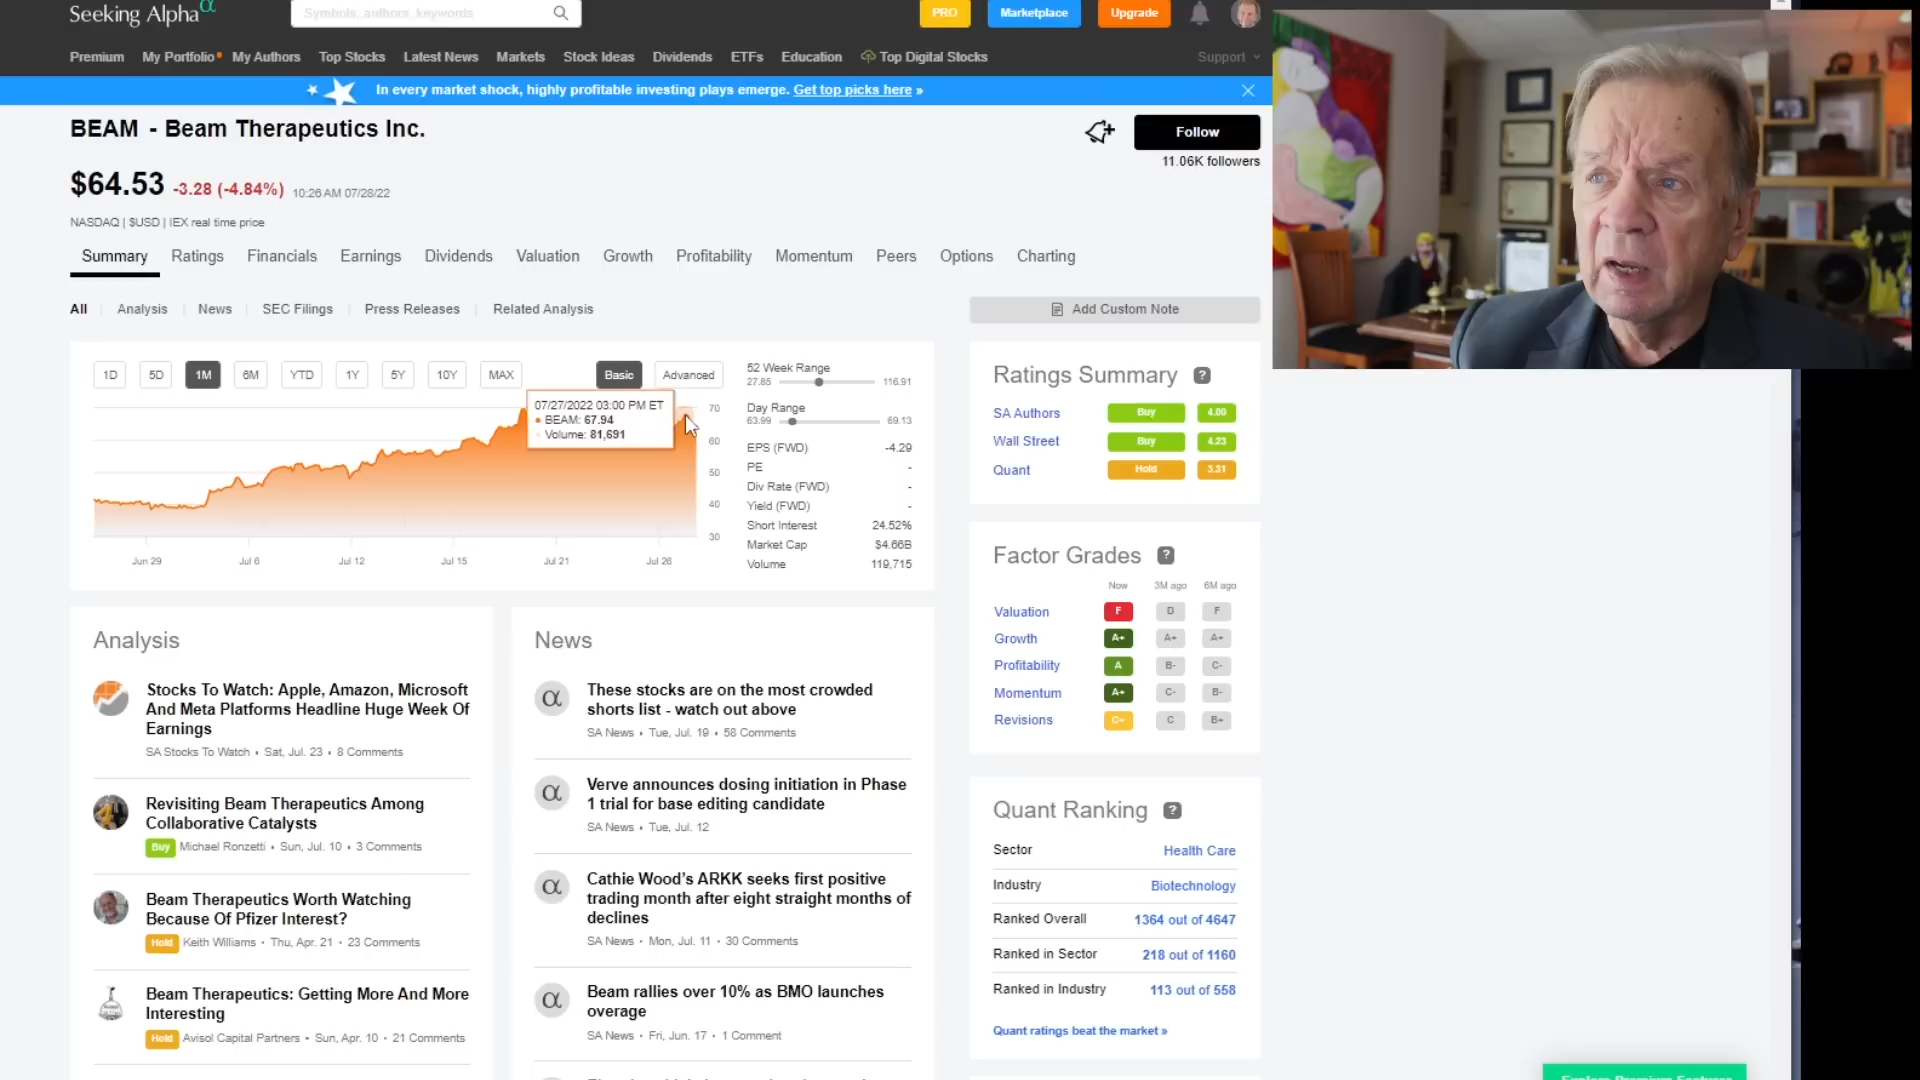 Seeking Alpha α
Symbols, authors, keywords
PRO
Marketplace
Upgrade
Premium My Portfolio My Authors Top Stocks Latest News Markets Stock Ideas Dividends ETFs Education Top Digital Stocks Support
In every market shock, highly profitable investing plays emerge. Get top picks here »
BEAM - Beam Therapeutics Inc.
Follow
11.06K followers
$64.53 -3.28 (-4.84%) 10:26 AM 07/28/22
NASDAQ | $USD | IEX real time price
Summary Ratings Financials Earnings Dividends Valuation Growth Profitability Momentum Peers Options Charting
All Analysis News SEC Filings Press Releases Related Analysis
Add Custom Note
1D 5D 1M 6M YTD 1Y 5Y 10Y MAX Basic Advanced
07/27/2022 03:00 PM ET
BEAM: 67.94
Volume: 81,691
70
60
50
40
30
Jun 29 Jul 6 Jul 12 Jul 15 Jul 21 Jul 26
52 Week Range
27.85 116.91
Day Range
63.99 69.13
EPS (FWD) -4.29
PE -
Div Rate (FWD) -
Yield (FWD) -
Short Interest 24.52%
Market Cap $4.66B
Volume 119,715
Ratings Summary ?
SA Authors Buy 4.00
Wall Street Buy 4.23
Quant Hold 3.31
Factor Grades ?
Now 3M ago 6M ago
Valuation F D F
Growth A+ A+ A+
Profitability A B- C-
Momentum A+ C- B-
Revisions C+ C B+
Quant Ranking ?
Sector Health Care
Industry Biotechnology
Ranked Overall 1364 out of 4647
Ranked in Sector 218 out of 1160
Ranked in Industry 113 out of 558
Quant ratings beat the market »
Analysis
Stocks To Watch: Apple, Amazon, Microsoft
And Meta Platforms Headline Huge Week Of
Earnings
SA Stocks To Watch • Sat, Jul. 23 • 8 Comments
Revisiting Beam Therapeutics Among
Collaborative Catalysts
Buy Michael Ronzetti • Sun, Jul. 10 • 3 Comments
Beam Therapeutics Worth Watching
Because Of Pfizer Interest?
Hold Keith Williams • Thu, Apr. 21 • 23 Comments
Beam Therapeutics: Getting More And More
Interesting
Hold Avisol Capital Partners • Sun, Apr. 10 • 21 Comments
News
α
These stocks are on the most crowded
shorts list - watch out above
SA News • Tue, Jul. 19 • 58 Comments
α
Verve announces dosing initiation in Phase
1 trial for base editing candidate
SA News • Tue, Jul. 12
α
Cathie Wood's ARKK seeks first positive
trading month after eight straight months of
declines
SA News • Mon, Jul. 11 • 30 Comments
α
Beam rallies over 10% as BMO launches
overage
SA News • Fri, Jun. 17 • 1 Comment
Explore Premium Features